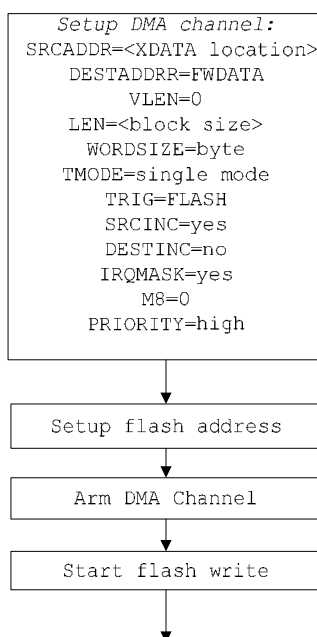 Setup DMA channel:
SRCADDR=<XDATA location>
DESTADDRR=FWDATA
VLEN=0
LEN=<block size>
WORDSIZE=byte
TMODE=single mode
TRIG=FLASH
SRCINC=yes
DESTINC=no
IRQMASK=yes
M8=0
PRIORITY=high
Setup flash address
Arm DMA Channel
Start flash write